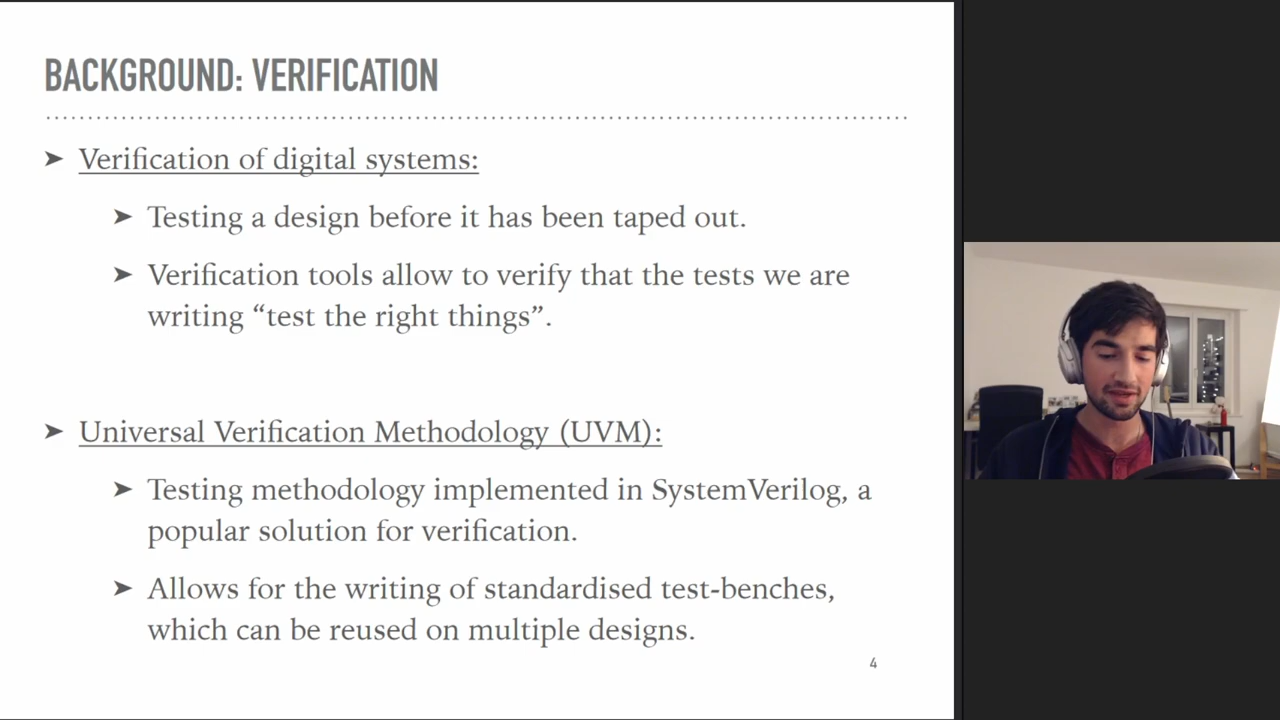 BACKGROUND: VERIFICATION
➤ Verification of digital systems:
➤ Testing a design before it has been taped out.
➤ Verification tools allow to verify that the tests we are
writing “test the right things”.
➤ Universal Verification Methodology (UVM):
➤ Testing methodology implemented in SystemVerilog, a
popular solution for verification.
➤ Allows for the writing of standardised test-benches,
which can be reused on multiple designs.
4